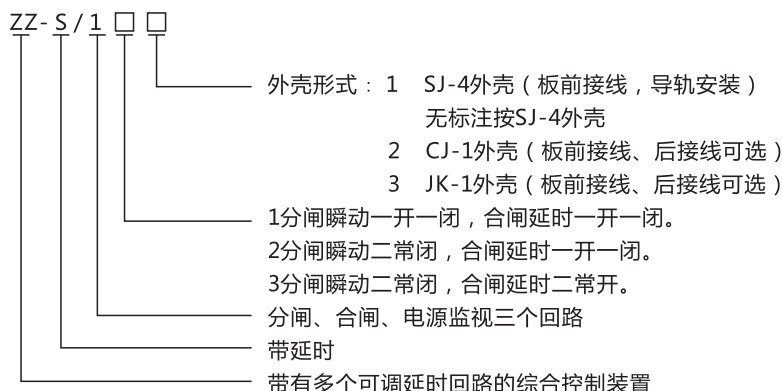 ZZ-S/1□□
外壳形式：1 SJ-4外壳（板前接线，导轨安装）
无标注按SJ-4外壳
2 CJ-1外壳（板前接线、后接线可选）
3 JK-1外壳（板前接线、后接线可选）
1分闸瞬动一开一闭，合闸延时一开一闭。
2分闸瞬动二常闭，合闸延时一开一闭。
3分闸瞬动二常闭，合闸延时二常开。
分闸、合闸、电源监视三个回路
带延时
带有多个可调延时回路的综合控制装置